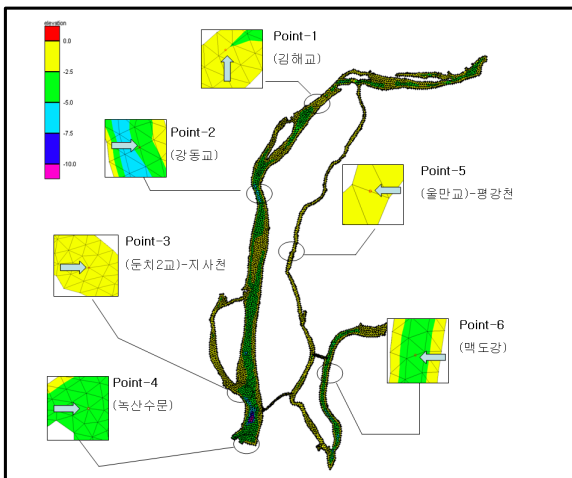 elevation
0.0
-2.5
-5.0
-7.5
-10.0
Point-1
(김해교)
Point-2
(강동교)
Point-3
(둔치2교)-지사천
Point-4
(녹산수문)
Point-5
(울만교)-평강천
Point-6
(맥도강)